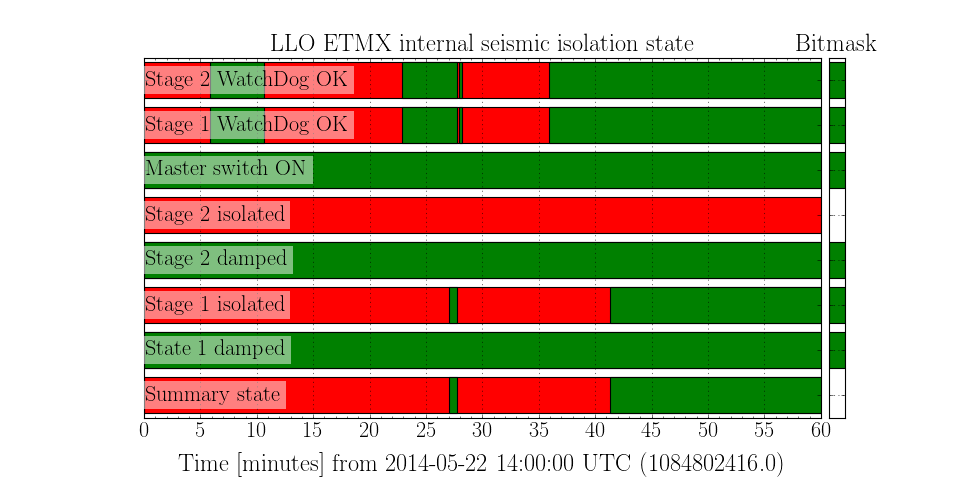 LLO ETMX internal seismic isolation state
Bitmask
Stage 2 WatchDog OK
Stage 1 WatchDog OK
Master switch ON
Stage 2 isolated
Stage 2 damped
Stage 1 isolated
State 1 damped
Summary state
0 5 10 15 20 25 30 35 40 45 50 55 60
Time [minutes] from 2014-05-22 14:00:00 UTC (1084802416.0)